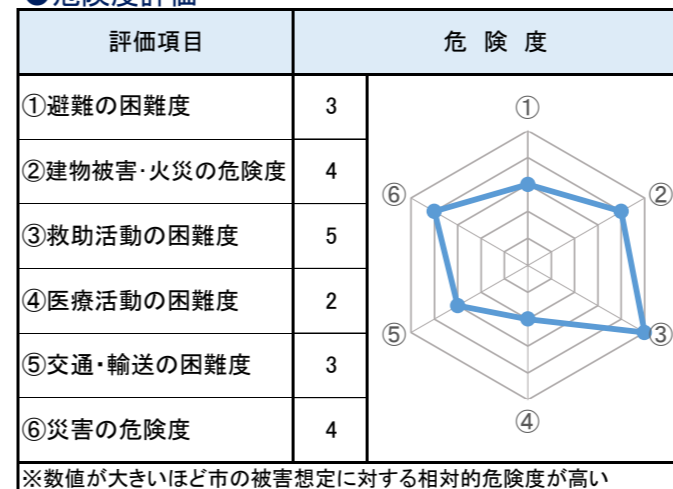 ●危険度評価
評価項目 危険度
①避難の困難度 3
②建物被害･火災の危険度 4
③救助活動の困難度 5
④医療活動の困難度 2
⑤交通・輸送の困難度 3
⑥災害の危険度 4
①
⑥ ②
⑤ ③
④
※数値が大きいほど市の被害想定に対する相対的危険度が高い